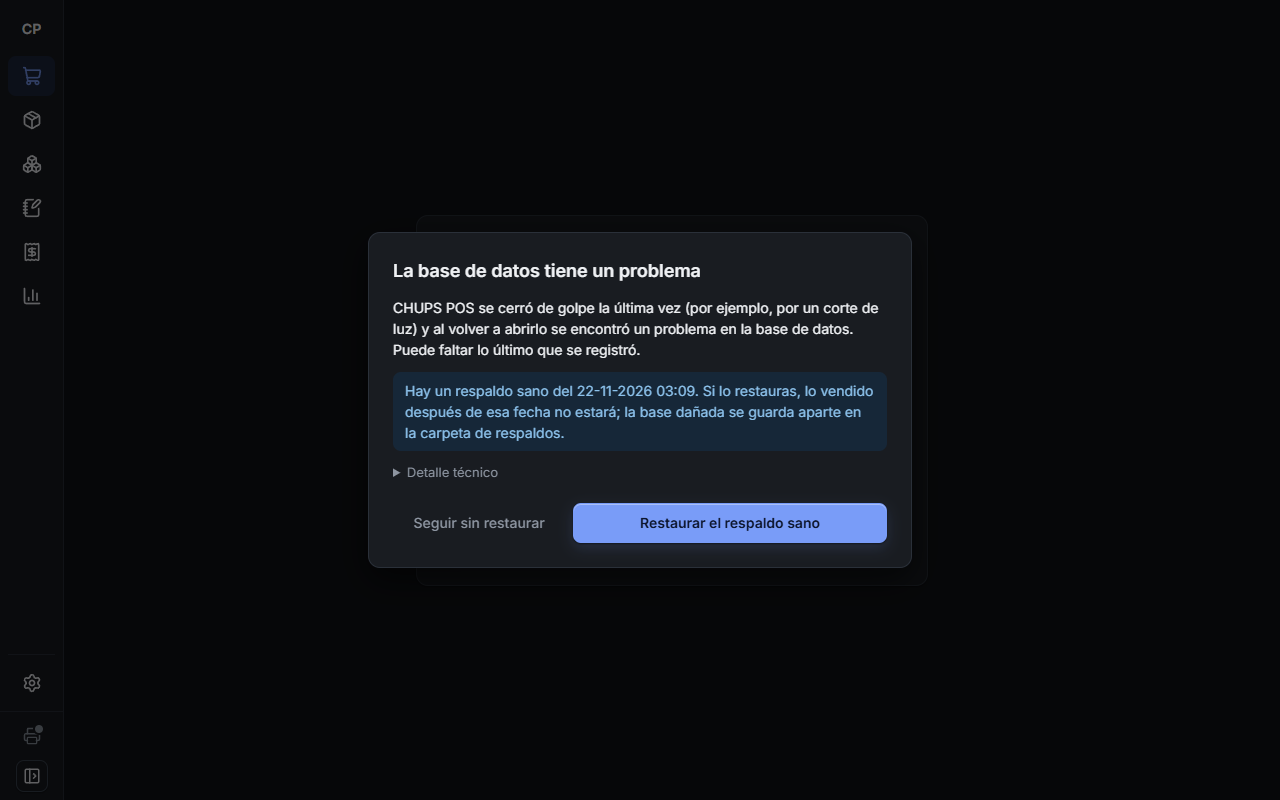 CP
La base de datos tiene un problema
CHUPS POS se cerró de golpe la última vez (por ejemplo, por un corte de
luz) y al volver a abrirlo se encontró un problema en la base de datos.
Puede faltar lo último que se registró.
Hay un respaldo sano del 22-11-2026 03:09. Si lo restauras, lo vendido
después de esa fecha no estará; la base dañada se guarda aparte en
la carpeta de respaldos.
Detalle técnico
Seguir sin restaurar
Restaurar el respaldo sano